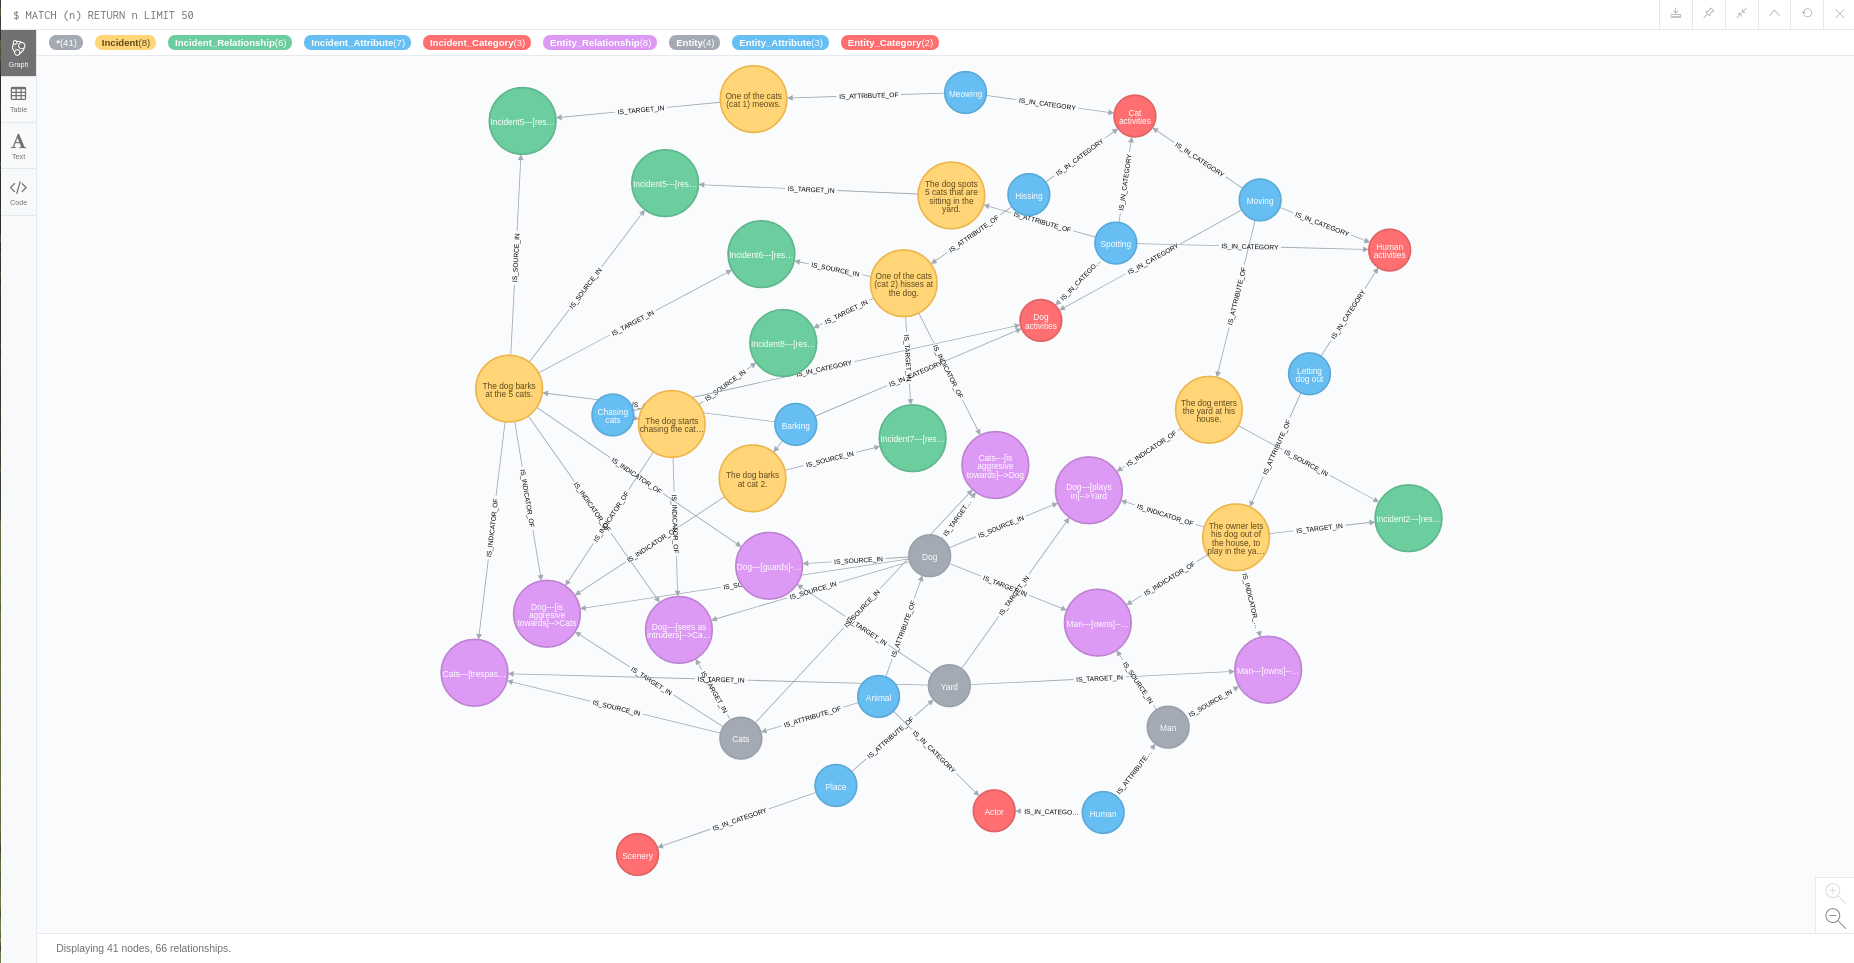 $ MATCH (n) RETURN n LIMIT 50
*(41) Incident(8) Incident_Relationship(6) Incident_Attribute(7) Incident_Category(3) Entity_Relationship(8) Entity(4) Entity_Attribute(3) Entity_Category(2)
Graph
Table
Text
Code
One of the cats
(cat 1) meows.
IS_ATTRIBUTE_OF
Meowing
IS_IN_CATEGORY
Cat
activities
IS_TARGET_IN
Incident5---[res...
Incident5---[res...
IS_TARGET_IN
The dog spots
5 cats that are
sitting in the
yard.
Hissing
IS_IN_CATEGORY
IS_IN_CATEGORY
IS_IN_CATEGORY
Moving
IS_IN_CATEGORY
IS_ATTRIBUTE_OF
IS_ATTRIBUTE_OF
Spotting
IS_IN_CATEGORY
Human
activities
IS_SOURCE_IN
IS_SOURCE_IN
Incident6---[res...
IS_SOURCE_IN
One of the cats
(cat 2) hisses at
the dog.
IS_IN_CATEGO...
IS_IN_CATEGORY
IS_ATTRIBUTE_OF
IS_TARGET_IN
IS_TARGET_IN
Dog
activities
IS_IN_CATEGORY
Incident8---[res...
IS_TARGET_IN
IS_INDICATOR_OF
IS_IN_CATEGORY
IS_IN_CATEGORY
IS_SOURCE_IN
The dog barks
at the 5 cats.
Chasing
cats
The dog starts
chasing the cat...
Barking
Letting
dog out
The dog enters
the yard at his
house.
Incident7---[res...
IS_SOURCE_IN
The dog barks
at cat 2.
Cats---[is
aggresive
towards]-->Dog
IS_INDICATOR_OF
IS_ATTRIBUTE_OF
IS_SOURCE_IN
Dog---[plays
in]-->Yard
IS_INDICATOR_OF
IS_INDICATOR_OF
IS_INDICATOR_OF
IS_INDICATOR_OF
IS_INDICATOR_OF
IS_INDICATOR_OF
IS_INDICATOR_OF
IS_TARGET...
IS_SOURCE_IN
IS_INDICATOR_OF
The owner lets
his dog out of
the house, to
play in the ya...
IS_TARGET_IN
Incident2---[res...
Dog---[guards]-...
IS_SOURCE_IN
Dog
IS_SOURCE_IN
IS_TARGET_IN
IS_TARGET_IN
IS_INDICATOR_OF
IS_INDICATOR...
Dog---[is
aggresive
towards]-->Cats
Dog---[sees as
intruders]-->Ca...
IS_SOURCE_IN
IS_TARGET_IN
IS_ATTRIBUTE_OF
Man---[owns]--...
Cats---[trespas...
IS_TARGET_IN
IS_TARGET_IN
IS_TARGET_IN
Yard
IS_TARGET_IN
IS_SOURCE_IN
Man---[owns]--...
IS_SOURCE_IN
Animal
IS_SOURCE_IN
IS_ATTRIBUTE_OF
Cats
IS_ATTRIBUTE_OF
IS_IN_CATEGORY
Man
Place
IS_ATTRIBUTE...
IS_IN_CATEGORY
Actor
IS_IN_CATEGO...
Human
Scenery
Displaying 41 nodes, 66 relationships.